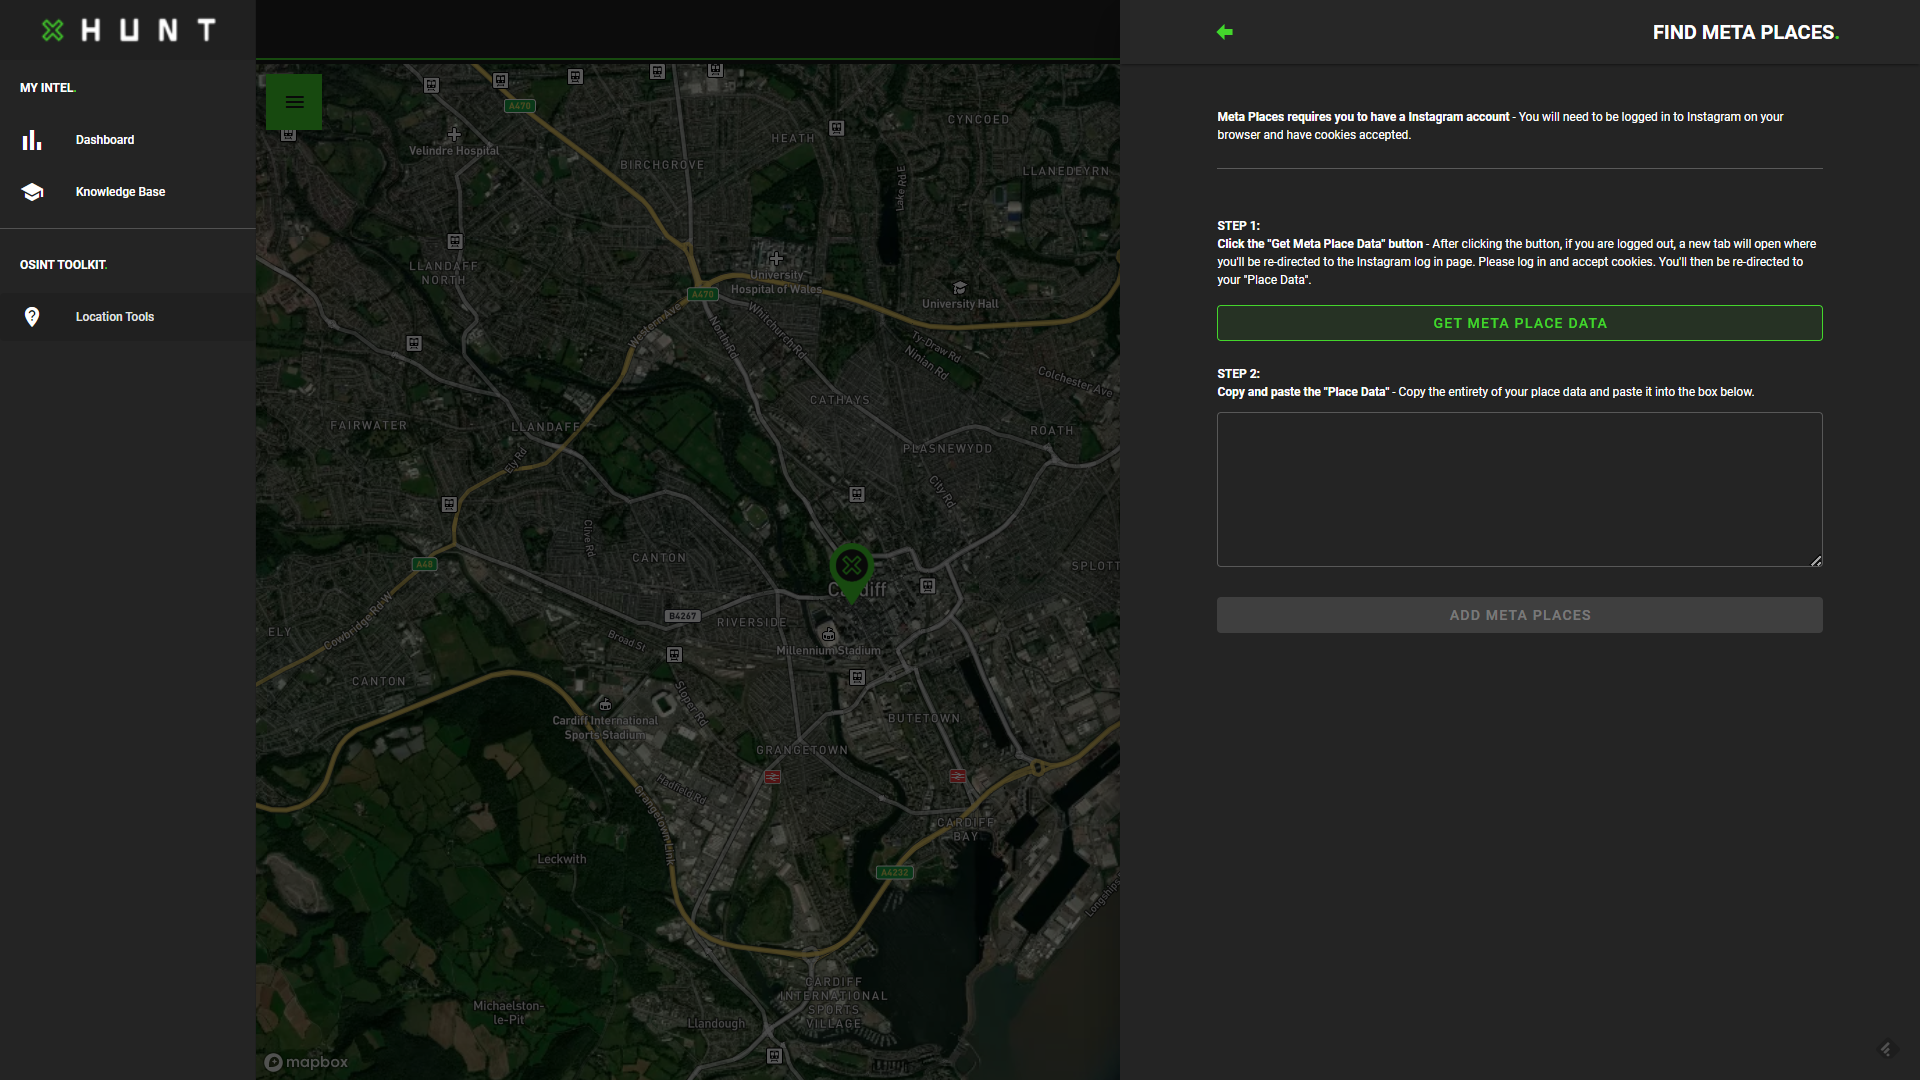 HUNT
MY INTEL.
Dashboard
Knowledge Base
OSINT TOOLKIT.
Location Tools
A470
Velindre Hospital
BIRCHGROVE
HEATH
CYNCOED
Lake Rd E
LLANEDEYRN
LLANDAFF
NORTH
A470
University
Hospital of Wales
University Hall
Western Ave
North Rd
Whitchurch Rd
Ty-Draw Rd
Ninian Rd
Colchester Ave
CATHAYS
FAIRWATER
LLANDAFF
Ely Rd
ROATH
PLASNEWYDD
City Rd
Clive Rd
CANTON
A48
SPLOTT
Cardiff
B4267
RIVERSIDE
ELY
Cowbridge Rd W
Broad St
Millennium Stadium
CANTON
Sloper Rd
Cardiff International
Sports Stadium
BUTETOWN
GRANGETOWN
Hadfield Rd
Grangetown Link
CARDIFF
BAY
Leckwith
A4232
Longships
CARDIFF
INTERNATIONAL
SPORTS
VILLAGE
Michaelston-
le-Pit
Llandough
mapbox
FIND META PLACES.
Meta Places requires you to have a Instagram account - You will need to be logged in to Instagram on your
browser and have cookies accepted.
STEP 1:
Click the "Get Meta Place Data" button - After clicking the button, if you are logged out, a new tab will open where
you'll be re-directed to the Instagram log in page. Please log in and accept cookies. You'll then be re-directed to
your "Place Data".
GET META PLACE DATA
STEP 2:
Copy and paste the "Place Data" - Copy the entirety of your place data and paste it into the box below.
ADD META PLACES